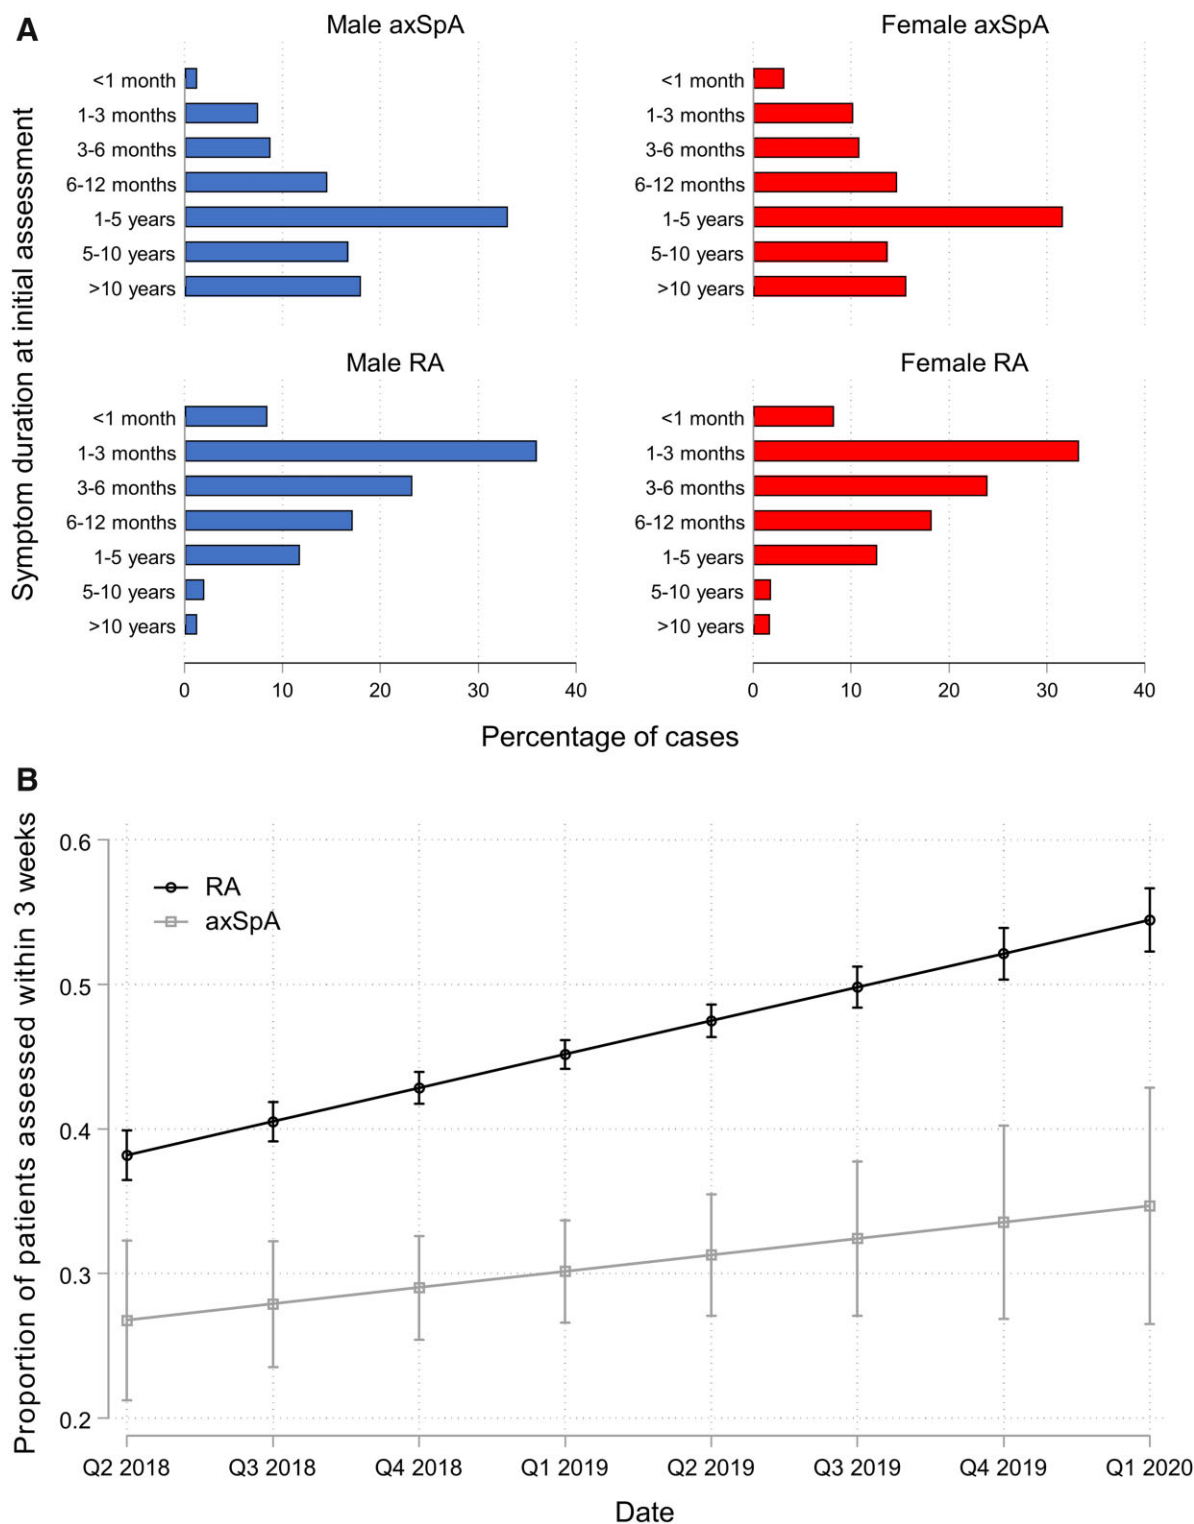 A
Male axSpA
Female axSpA
Symptom duration at initial assessment
<1 month
1-3 months
3-6 months
6-12 months
1-5 years
5-10 years
>10 years
<1 month
1-3 months
3-6 months
6-12 months
1-5 years
5-10 years
>10 years
Male RA
Female RA
<1 month
1-3 months
3-6 months
6-12 months
1-5 years
5-10 years
>10 years
<1 month
1-3 months
3-6 months
6-12 months
1-5 years
5-10 years
>10 years
0 10 20 30 40
0 10 20 30 40
Percentage of cases
B
Proportion of patients assessed within 3 weeks
0.6
0.5
0.4
0.3
0.2
RA
axSpA
Q2 2018 Q3 2018 Q4 2018 Q1 2019 Q2 2019 Q3 2019 Q4 2019 Q1 2020
Date